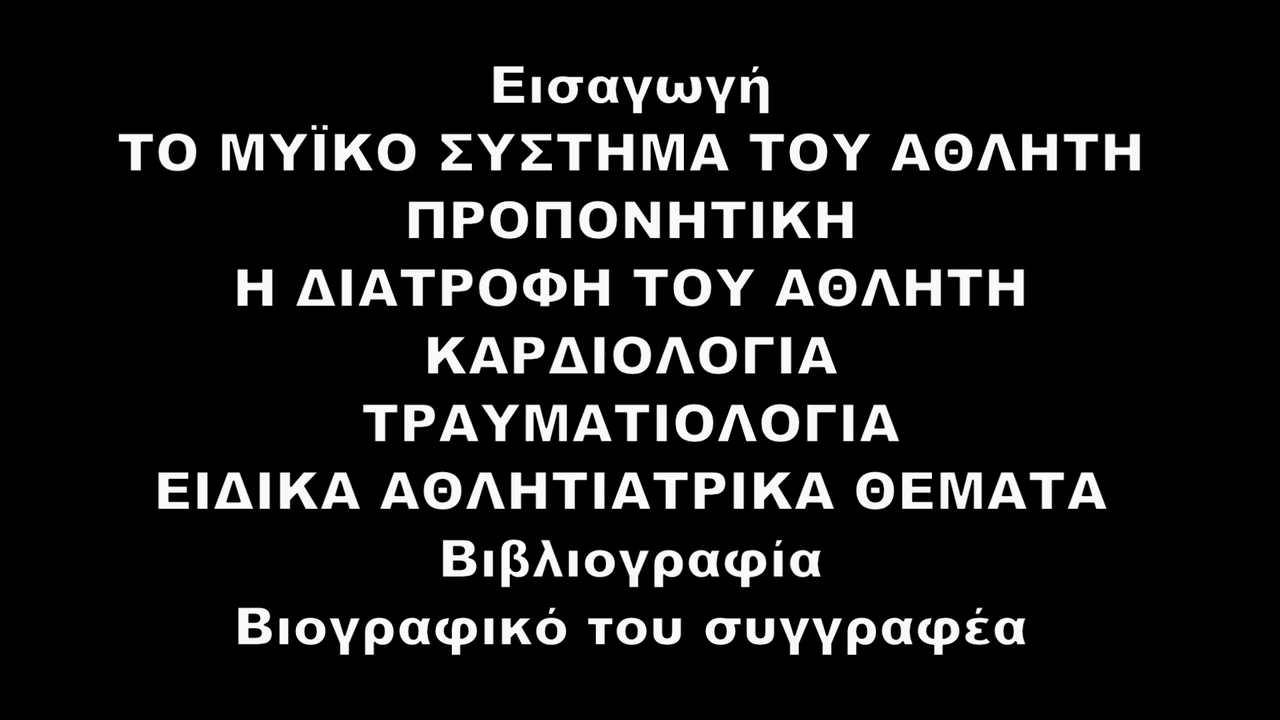 Εισαγωγή
ΤΟ ΜΥΪΚΟ ΣΥΣΤΗΜΑ ΤΟΥ ΑΘΛΗΤΗ
ΠΡΟΠΟΝΗΤΙΚΗ
Η ΔΙΑΤΡΟΦΗ ΤΟΥ ΑΘΛΗΤΗ
ΚΑΡΔΙΟΛΟΓΙΑ
ΤΡΑΥΜΑΤΙΟΛΟΓΙΑ
ΕΙΔΙΚΑ ΑΘΛΗΤΙΑΤΡΙΚΑ ΘΕΜΑΤΑ
Βιβλιογραφία
Βιογραφικό του συγγραφέα